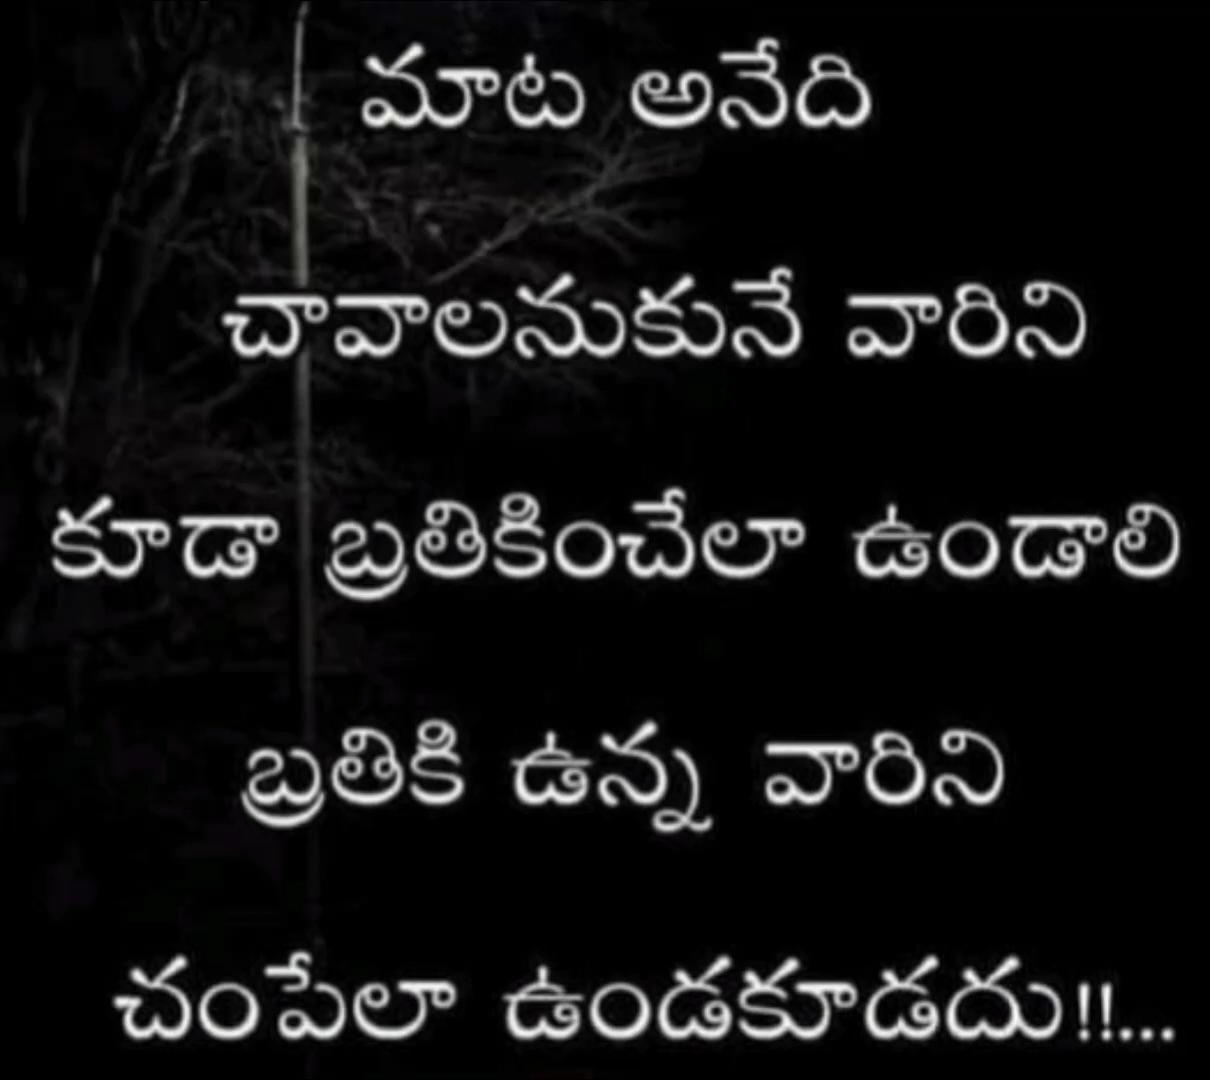 మాట అనేది
చావాలనుకునే వారిని
కూడా బ్రతికించేలా ఉండాలి
బ్రతికి ఉన్న వారిని
చంపేలా ఉండకూడదు!!...